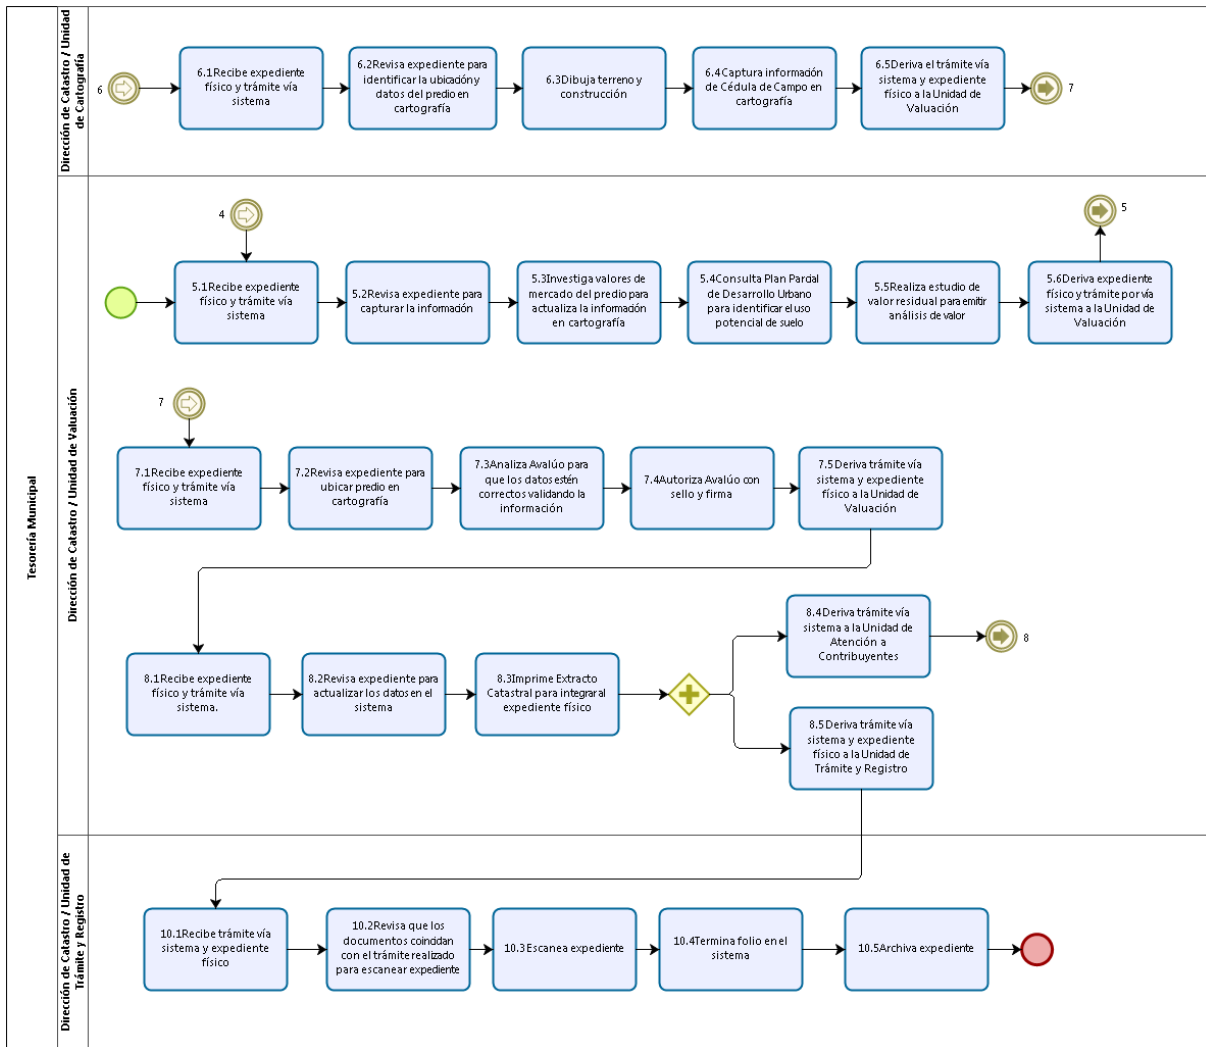 Tesorería Municipal
Dirección de Catastro / Unidad
de Cartografía
6
6.1Recibe expediente
físico y trámite vía
sistema
6.2Revisa expediente para
identificar la ubicación y
datos del predio en
cartografía
6.3Dibuja terreno y
construcción
6.4Captura información
de Cédula de Campo en
cartografía
6.5Deriva el trámite vía
sistema y expediente
físico a la Unidad de
Valuación
7
Dirección de Catastro / Unidad de Valuación
4
5.1Recibe expediente
físico y trámite vía
sistema
5.2Revisa expediente para
capturar la información
5.3Investiga valores de
mercado del predio para
actualiza la información
en cartografía
5.4Consulta Plan Parcial
de Desarrollo Urbano
para identificar el uso
potencial de suelo
5.5Realiza estudio de
valor residual para emitir
análisis de valor
5.6Deriva expediente
físico y trámite por vía
sistema a la Unidad de
Valuación
5
7
7.1Recibe expediente
físico y trámite vía
sistema
7.2Revisa expediente para
ubicar predio en
cartografía
7.3Analiza Avalúo para
que los datos estén
correctos validando la
información
7.4Autoriza Avalúo con
sello y firma
7.5Deriva trámite vía
sistema y expediente
físico a la Unidad de
Valuación
8.1Recibe expediente
físico y trámite vía
sistema.
8.2Revisa expediente para
actualizar los datos en el
sistema
8.3Imprime Extracto
Catastral para integrar al
expediente físico
8.4Deriva trámite vía
sistema a la Unidad de
Atención a
Contribuyentes
8
8.5Deriva trámite vía
sistema y expediente
físico a la Unidad de
Trámite y Registro
Dirección de Catastro / Unidad de
Trámite y Registro
10.1Recibe trámite vía
sistema y expediente
físico
10.2Revisa que los
documentos coincidan
con el trámite realizado
para escanear expediente
10.3Escanea expediente
10.4Termina folio en el
sistema
10.5Archiva expediente